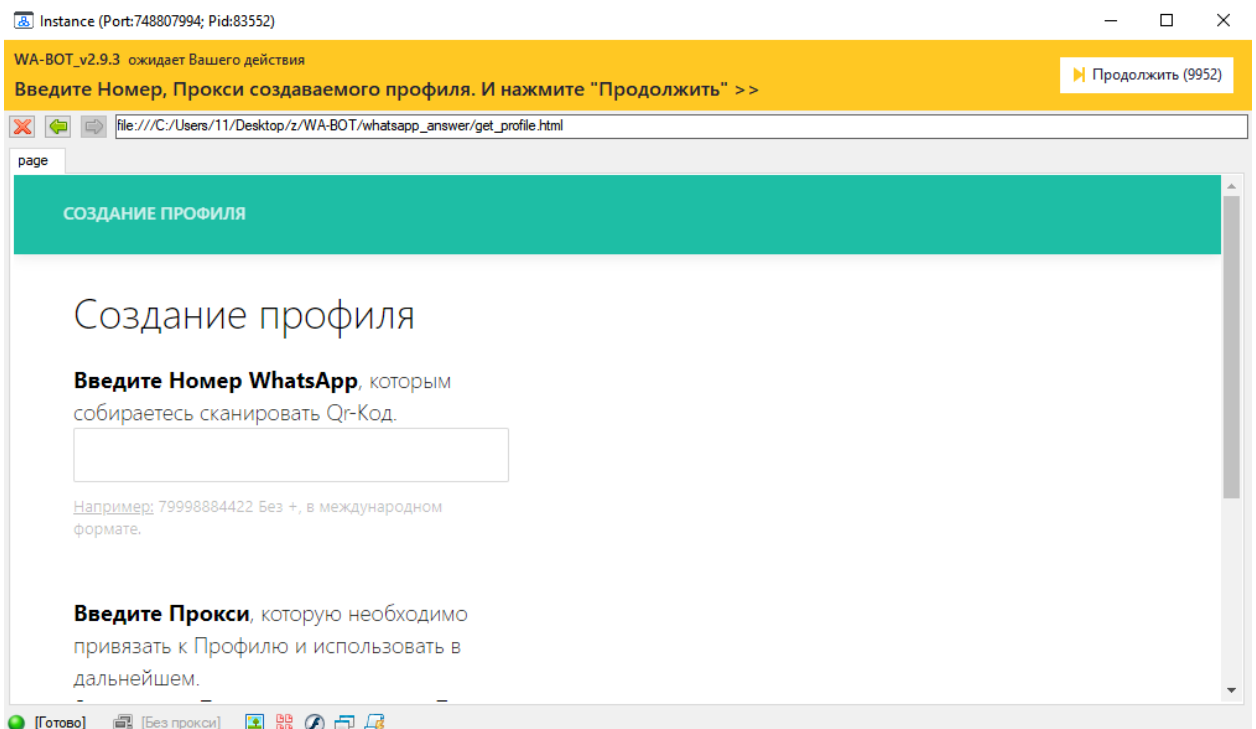 Instance (Port:748807994; Pid:83552)
WA-BOT_v2.9.3 ожидает Вашего действия
Введите Номер, Прокси создаваемого профиля. И нажмите "Продолжить" >>
Продолжить (9952)
file:///C:/Users/11/Desktop/z/WA-BOT/whatsapp_answer/get_profile.html
page
СОЗДАНИЕ ПРОФИЛЯ
Создание профиля
Введите Номер WhatsApp, которым
собираетесь сканировать Qr-Код.
Например: 79998884422 Без +, в международном
формате.
Введите Прокси, которую необходимо
привязать к Профилю и использовать в
дальнейшем.
[Готово] [Без прокси]